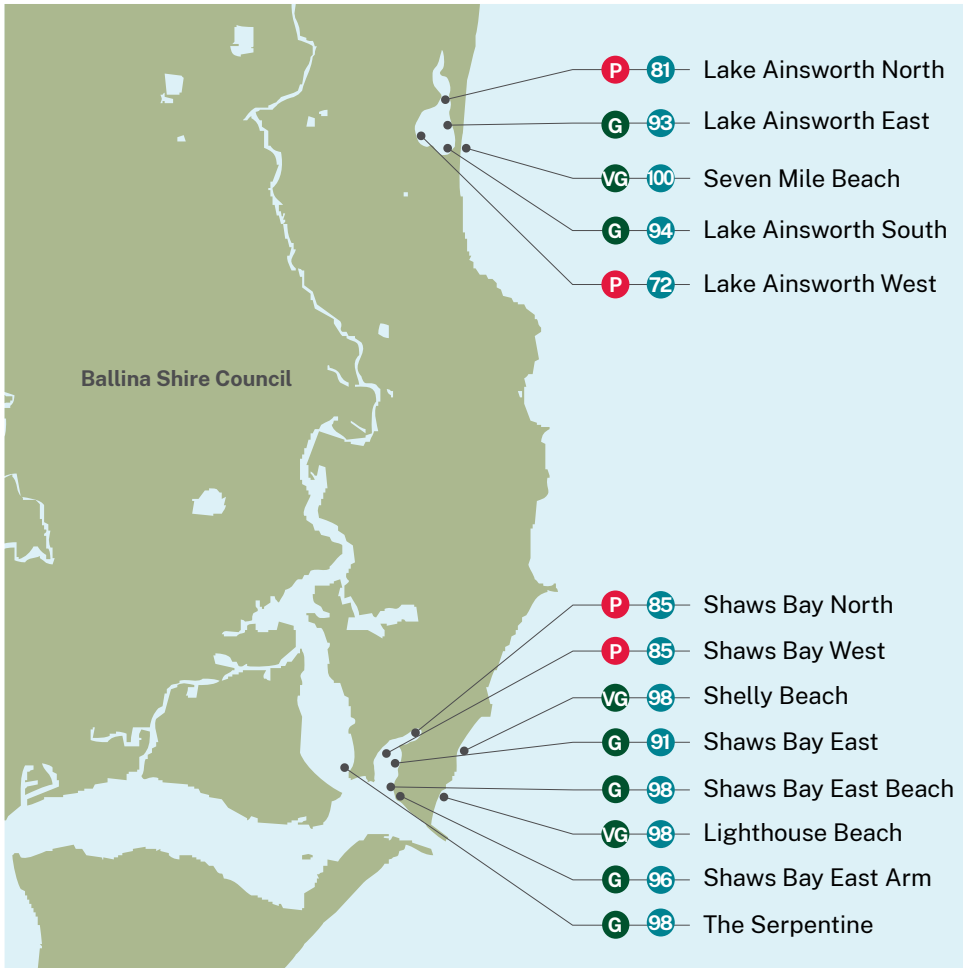 P 81 Lake Ainsworth North
G 93 Lake Ainsworth East
VG 100 Seven Mile Beach
G 94 Lake Ainsworth South
P 72 Lake Ainsworth West
Ballina Shire Council
P 85 Shaws Bay North
P 85 Shaws Bay West
VG 98 Shelly Beach
G 91 Shaws Bay East
G 98 Shaws Bay East Beach
VG 98 Lighthouse Beach
G 96 Shaws Bay East Arm
G 98 The Serpentine